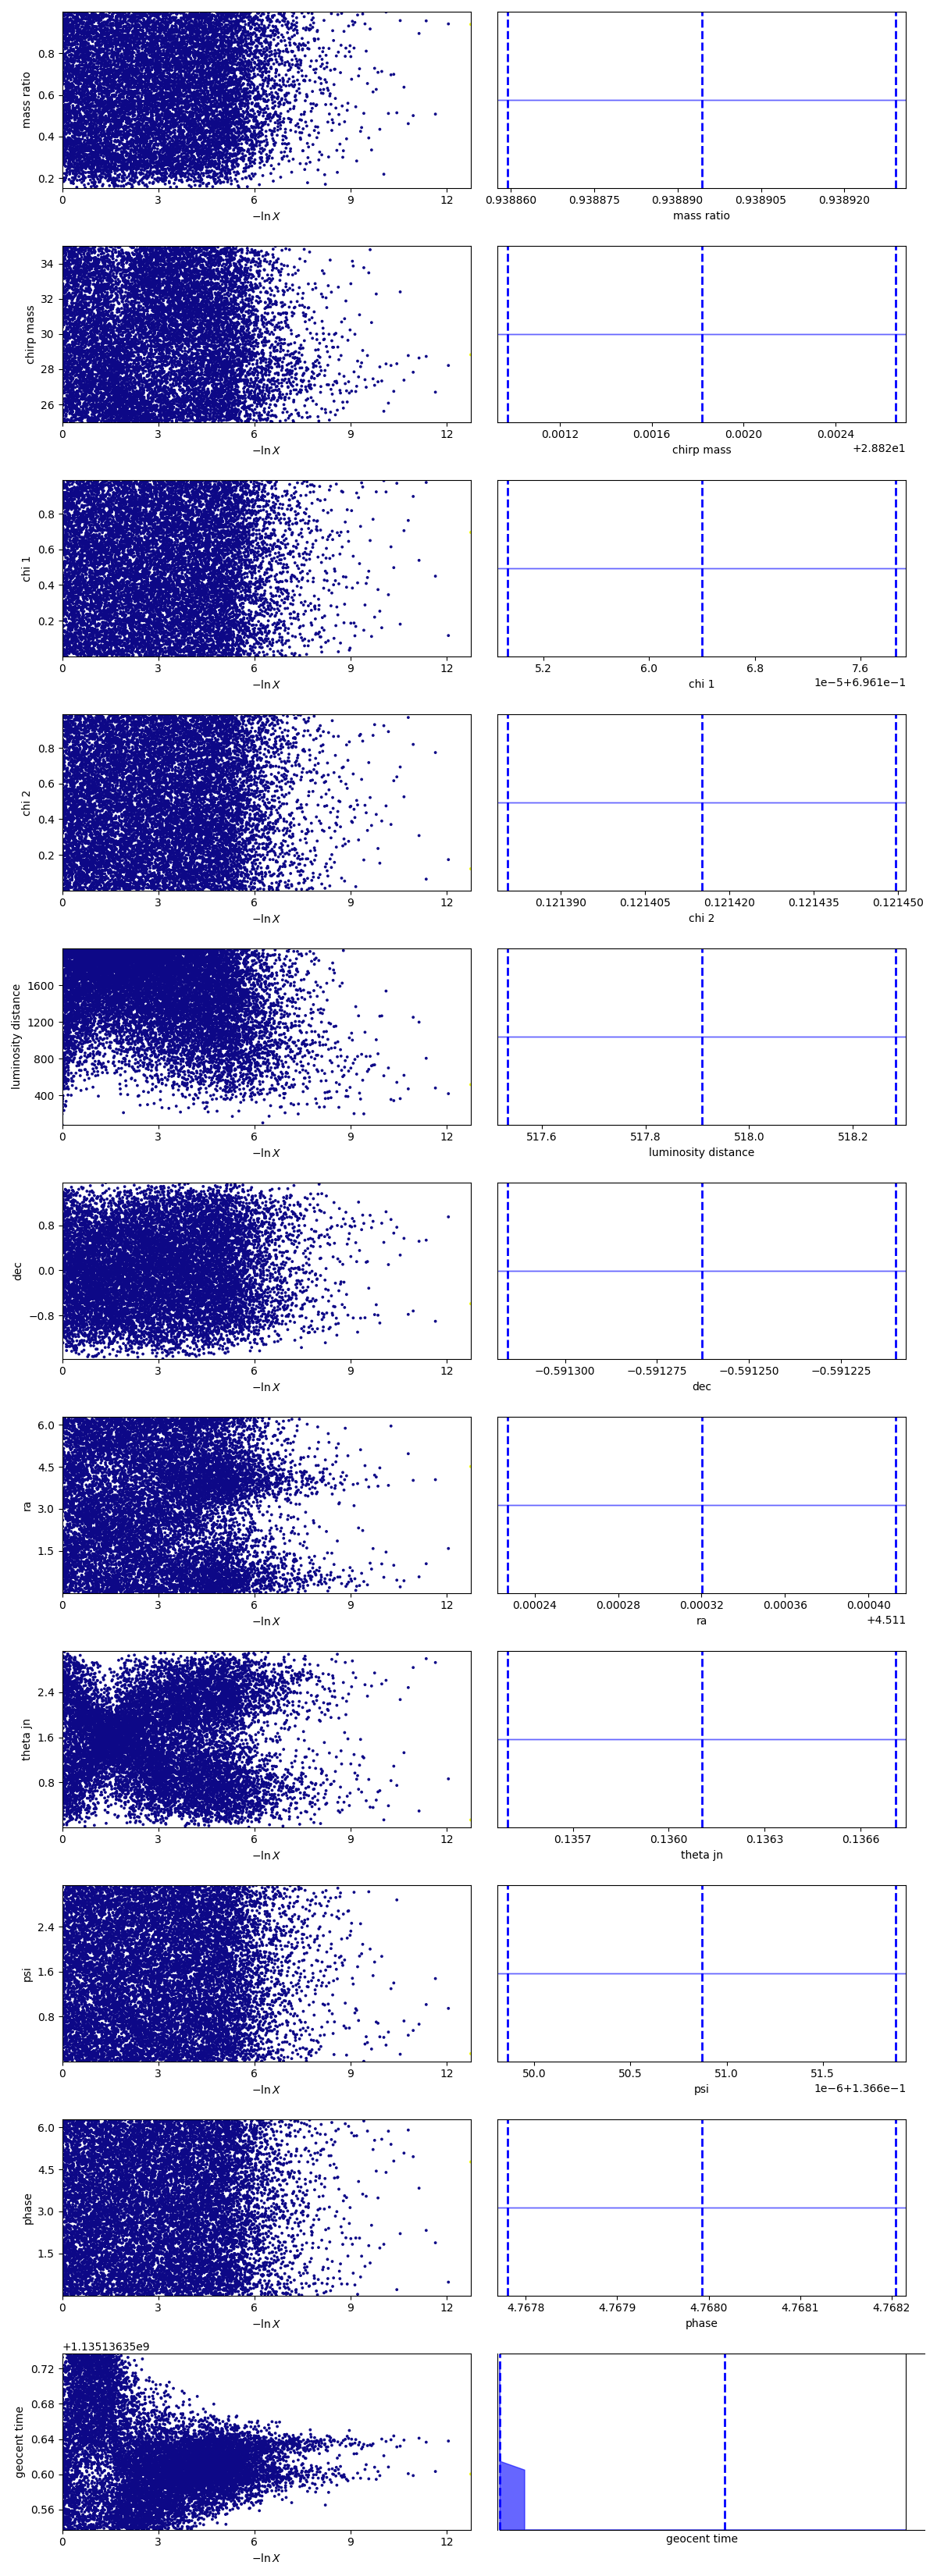 0.8
0.6
0.4
0.2
mass ratio
0 3 6 9 12
−ln X
0.938860 0.938875 0.938890 0.938905 0.938920
mass ratio
34
32
30
28
26
chirp mass
0 3 6 9 12
−ln X
0.0012 0.0016 0.0020 0.0024
+2.882e1
chirp mass
0.8
0.6
0.4
0.2
chi 1
0 3 6 9 12
−ln X
5.2 6.0 6.8 7.6
1e−5+6.961e−1
chi 1
0.8
0.6
0.4
0.2
chi 2
0 3 6 9 12
−ln X
0.121390 0.121405 0.121420 0.121435 0.121450
chi 2
1600
1200
800
400
luminosity distance
0 3 6 9 12
−ln X
517.6 517.8 518.0 518.2
luminosity distance
0.8
0.0
−0.8
dec
0 3 6 9 12
−ln X
−0.591300 −0.591275 −0.591250 −0.591225
dec
6.0
4.5
3.0
1.5
ra
0 3 6 9 12
−ln X
0.00024 0.00028 0.00032 0.00036 0.00040
+4.511
ra
2.4
1.6
0.8
theta jn
0 3 6 9 12
−ln X
0.1357 0.1360 0.1363 0.1366
theta jn
2.4
1.6
0.8
psi
0 3 6 9 12
−ln X
50.0 50.5 51.0 51.5
1e−6+1.366e−1
psi
6.0
4.5
3.0
1.5
phase
0 3 6 9 12
−ln X
4.7678 4.7679 4.7680 4.7681 4.7682
phase
+1.13513635e9
0.72
0.68
0.64
0.60
0.56
geocent time
0 3 6 9 12
−ln X
geocent time